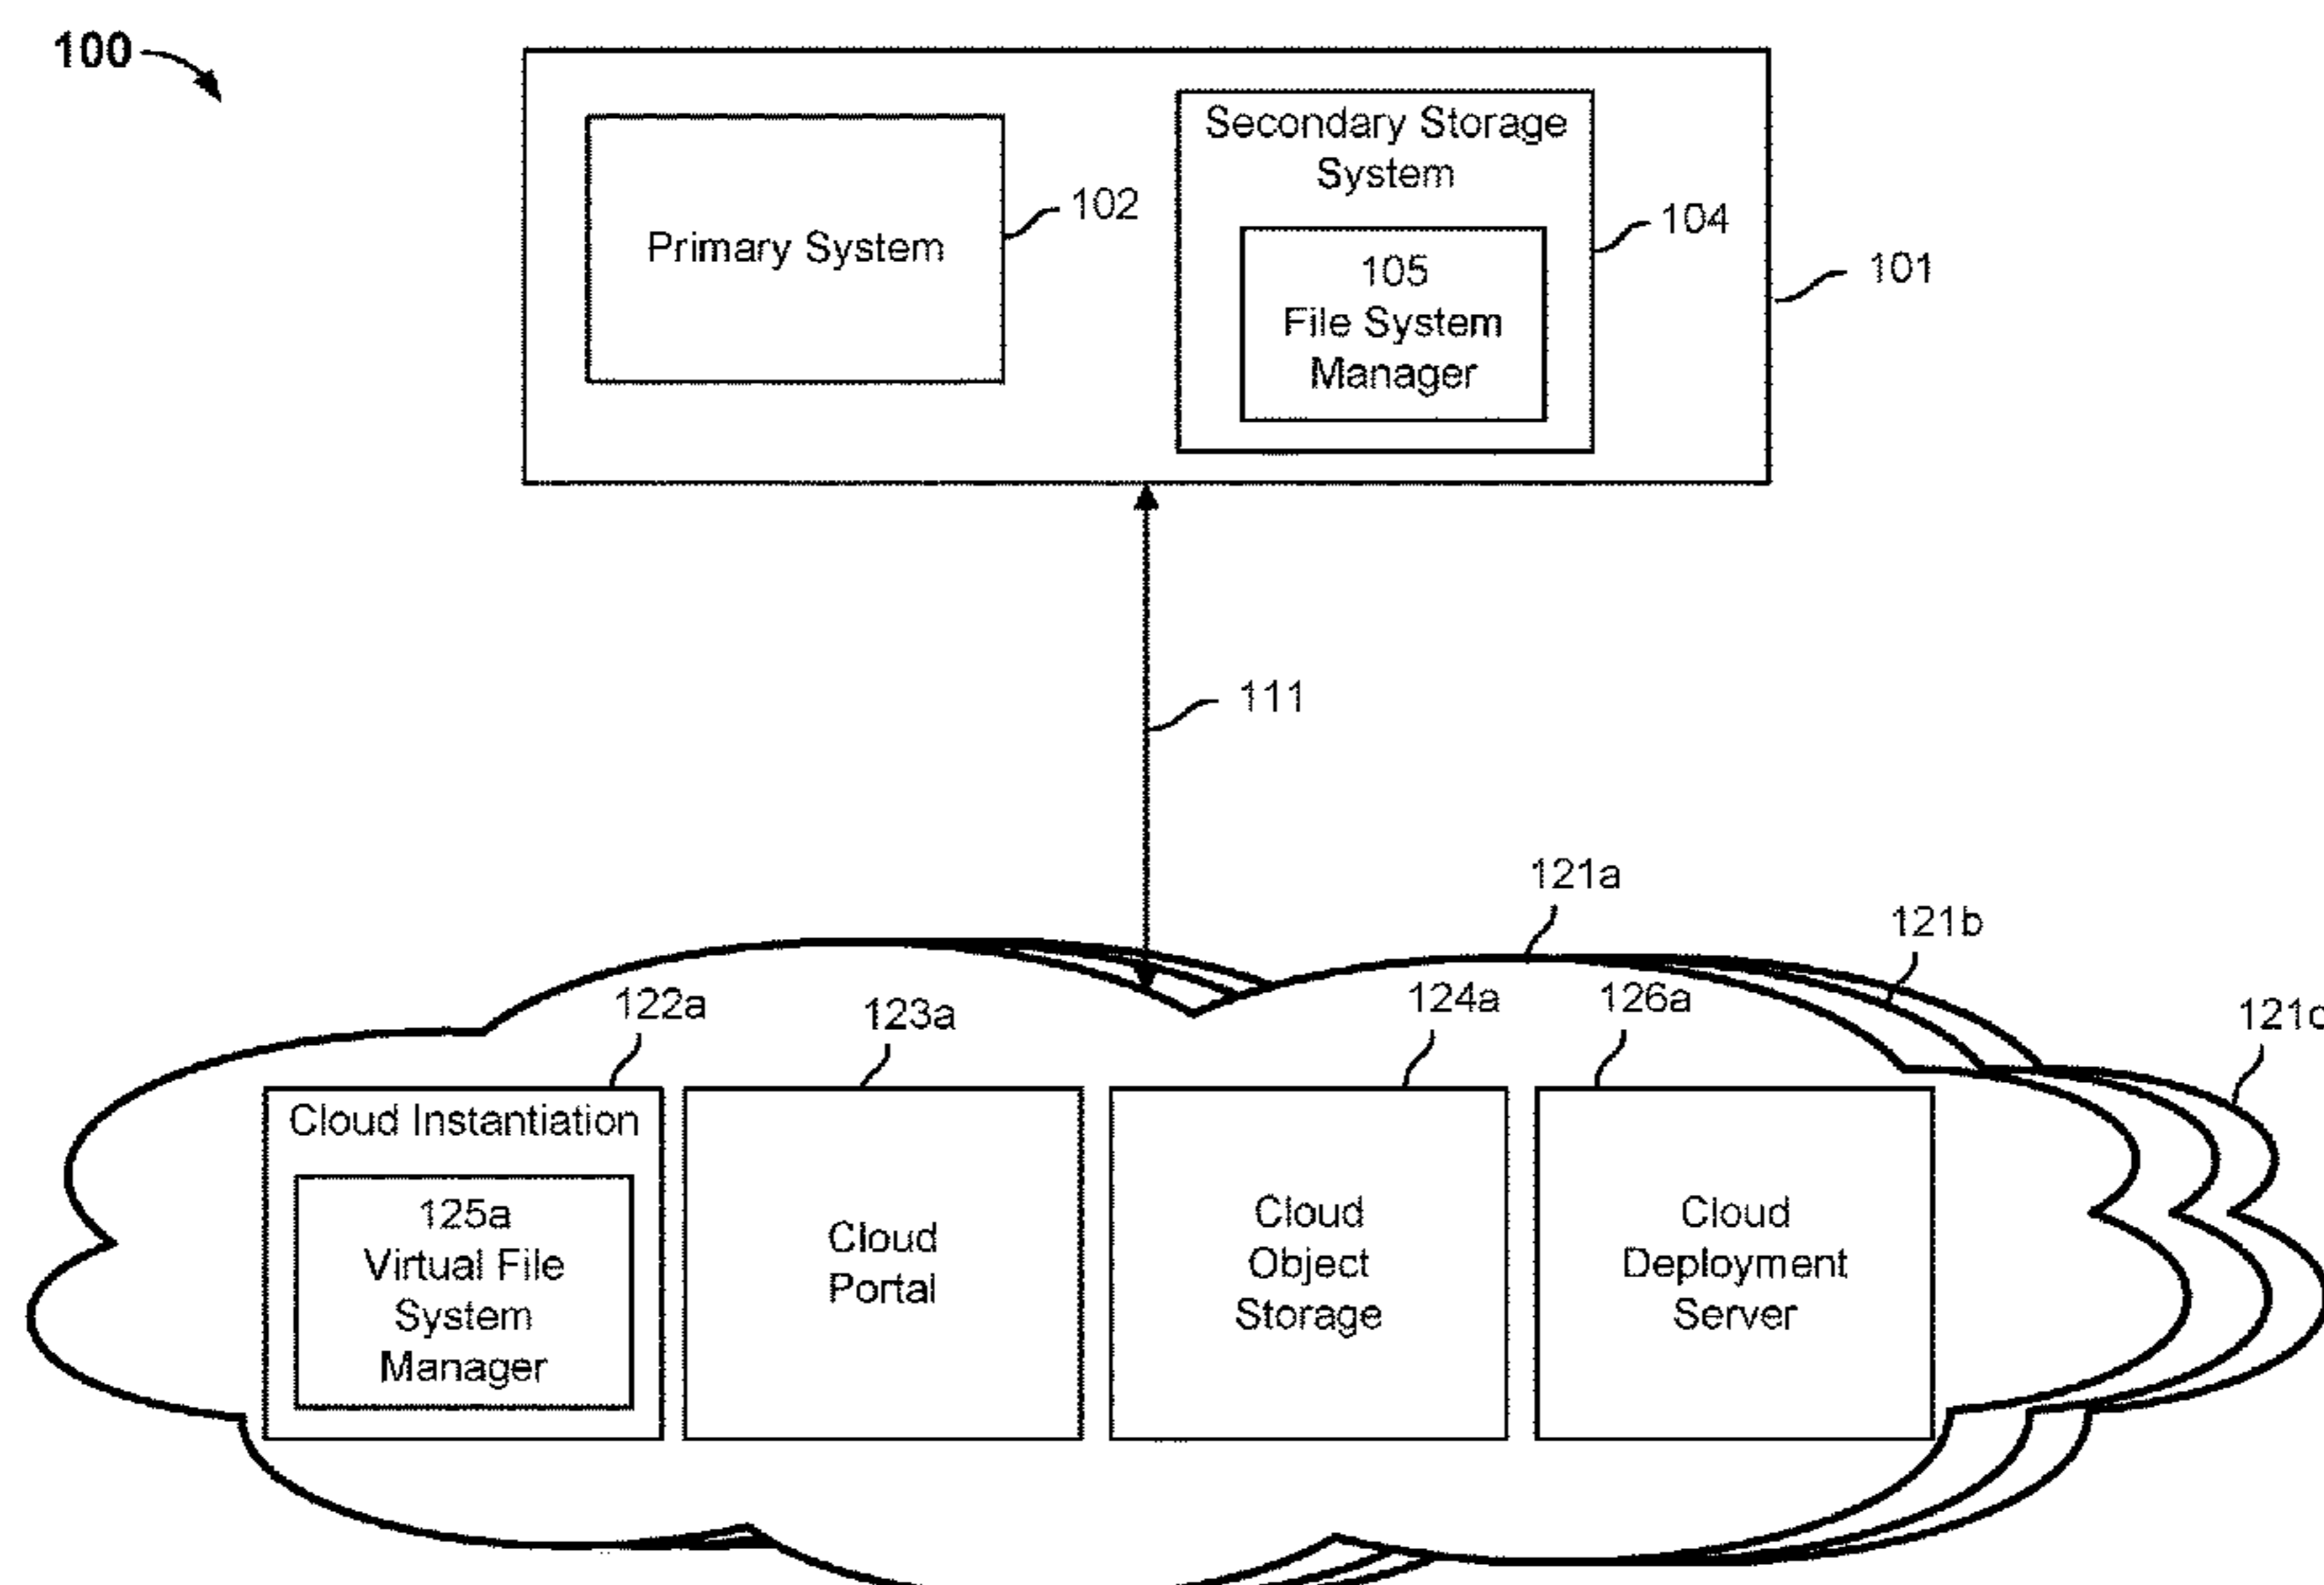 100
Secondary Storage
System
Primary System
102
104
105
File System
Manager
101
111
121a
121b
121c
122a
123a
124a
126a
Cloud Instantiation
125a
Virtual File
System
Manager
Cloud
Portal
Cloud
Object
Storage
Cloud
Deployment
Server